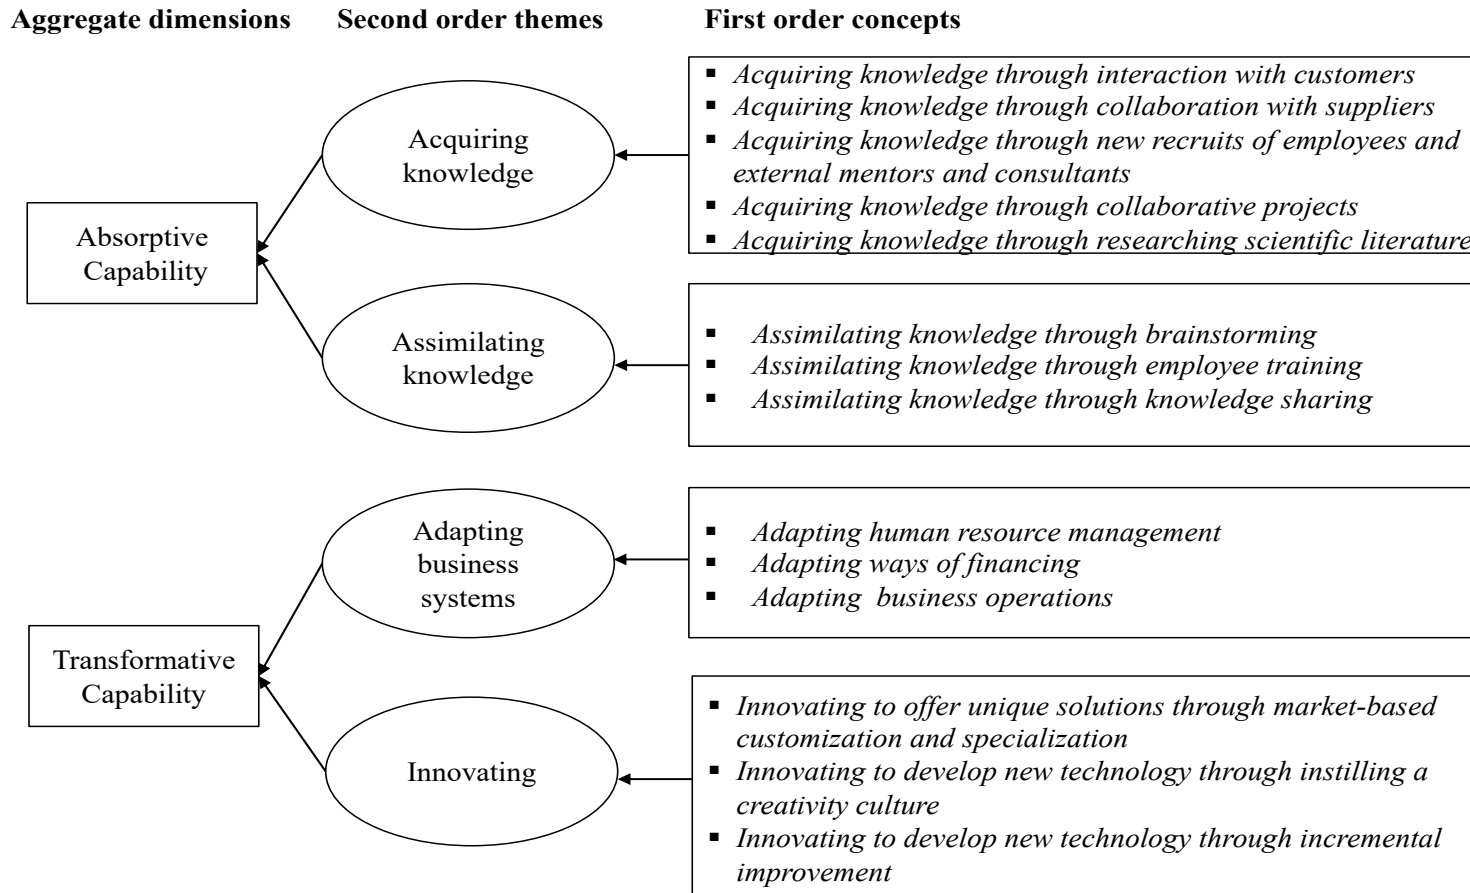 Aggregate dimensions Second order themes First order concepts
Acquiring
knowledge
▪ Acquiring knowledge through interaction with customers
▪ Acquiring knowledge through collaboration with suppliers
▪ Acquiring knowledge through new recruits of employees and
external mentors and consultants
▪ Acquiring knowledge through collaborative projects
▪ Acquiring knowledge through researching scientific literature
Absorptive
Capability
Assimilating
knowledge
▪ Assimilating knowledge through brainstorming
▪ Assimilating knowledge through employee training
▪ Assimilating knowledge through knowledge sharing
Adapting
business
systems
▪ Adapting human resource management
▪ Adapting ways of financing
▪ Adapting business operations
Transformative
Capability
Innovating
▪ Innovating to offer unique solutions through market-based
customization and specialization
▪ Innovating to develop new technology through instilling a
creativity culture
▪ Innovating to develop new technology through incremental
improvement